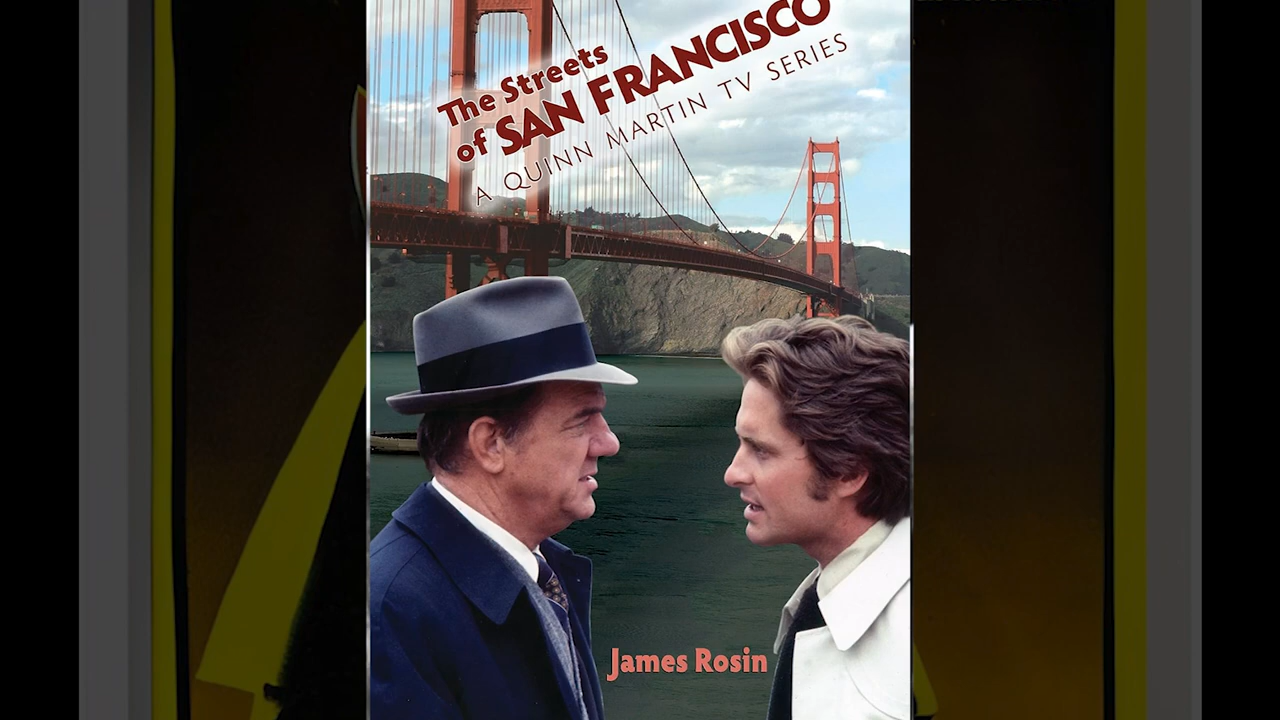 The Streets
of SAN FRANCISCO
A QUINN MARTIN TV SERIES
James Rosin